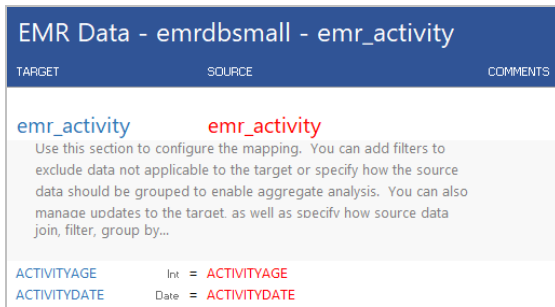 EMR Data - emrdbsmall - emr_activity
TARGET SOURCE COMMENTS
emr_activity emr_activity
Use this section to configure the mapping. You can add filters to
exclude data not applicable to the target or specify how the source
data should be grouped to enable aggregate analysis. You can also
manage updates to the target, as well as specify how source data
join, filter, group by...
ACTIVITYAGE Int = ACTIVITYAGE
ACTIVITYDATE Date = ACTIVITYDATE